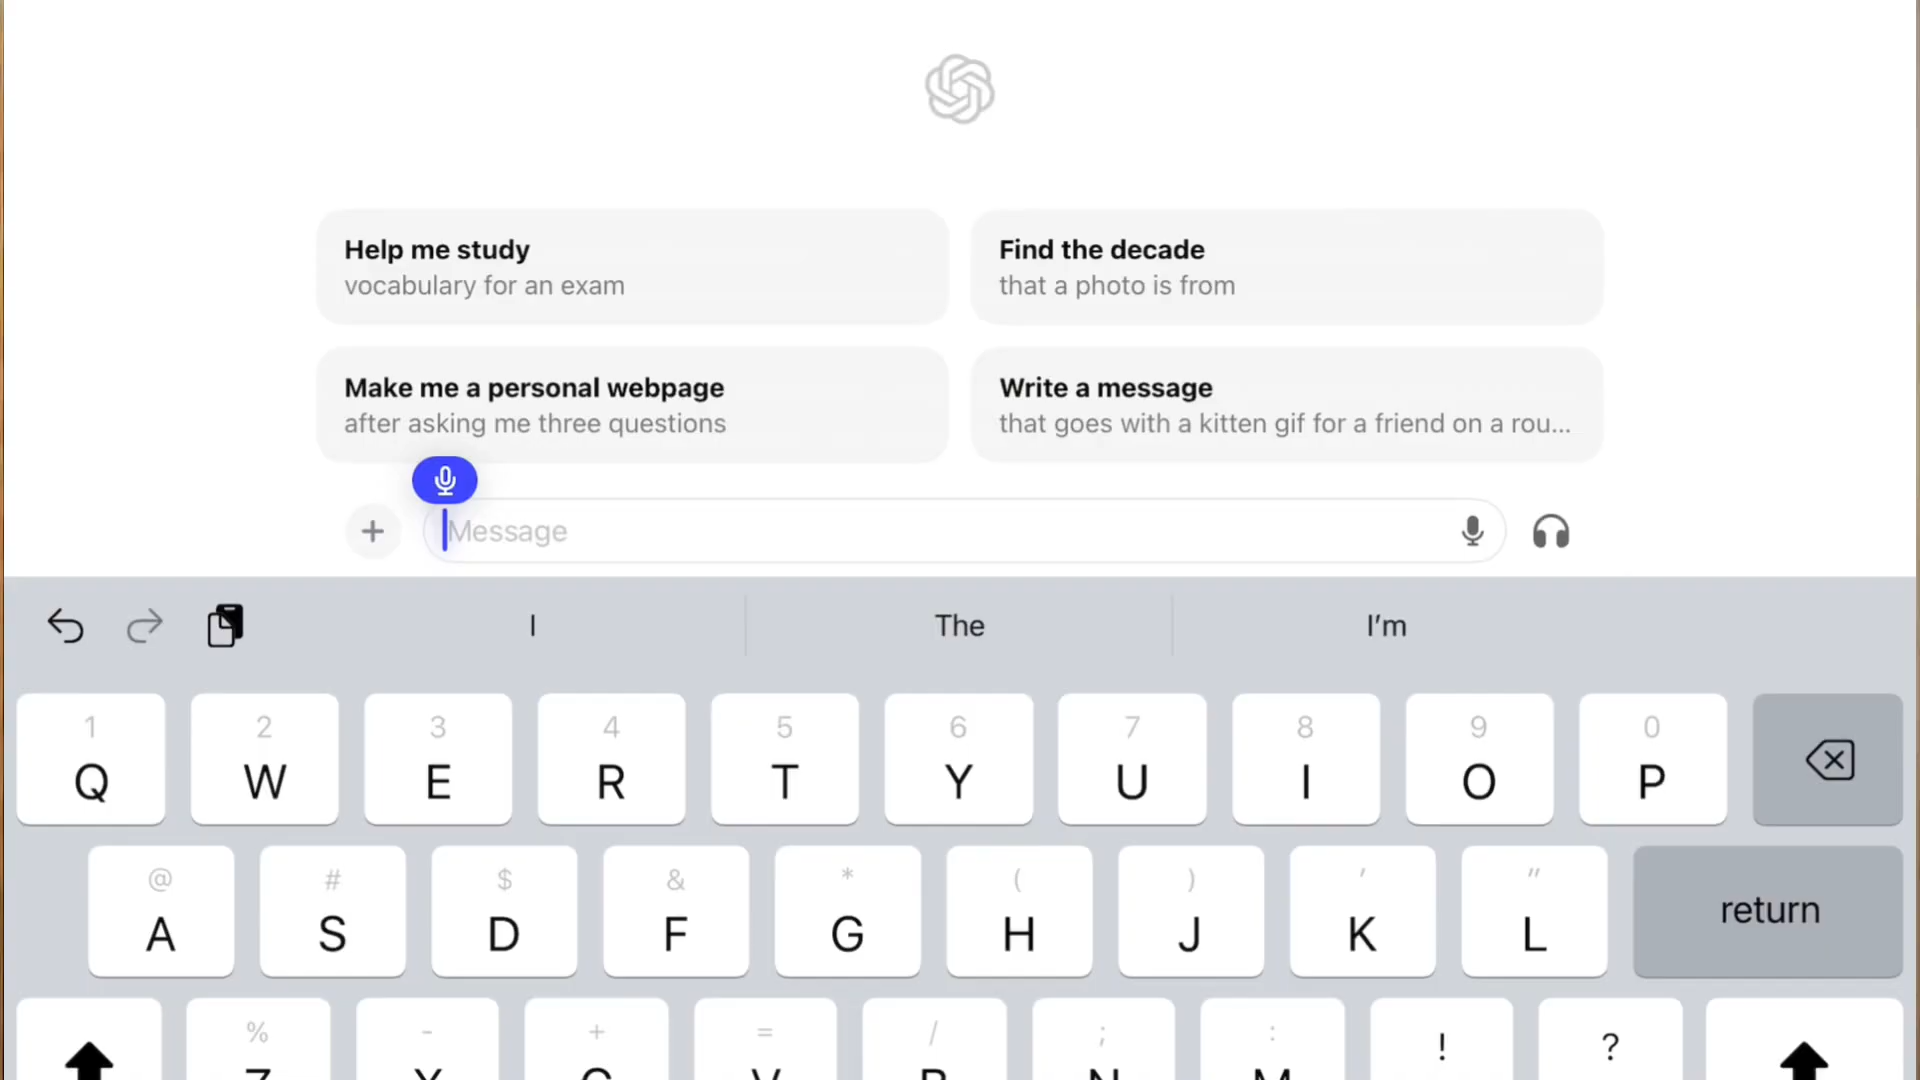 Help me study
vocabulary for an exam
Find the decade
that a photo is from
Make me a personal webpage
after asking me three questions
Write a message
that goes with a kitten gif for a friend on a rou...
Message
I The I'm
1 2 3 4 5 6 7 8 9 0
Q W E R T Y U I O P
@ # $ & * ( ) ' "
A S D F G H J K L return
% - + = / ; : ! ?
Z X C V B N M